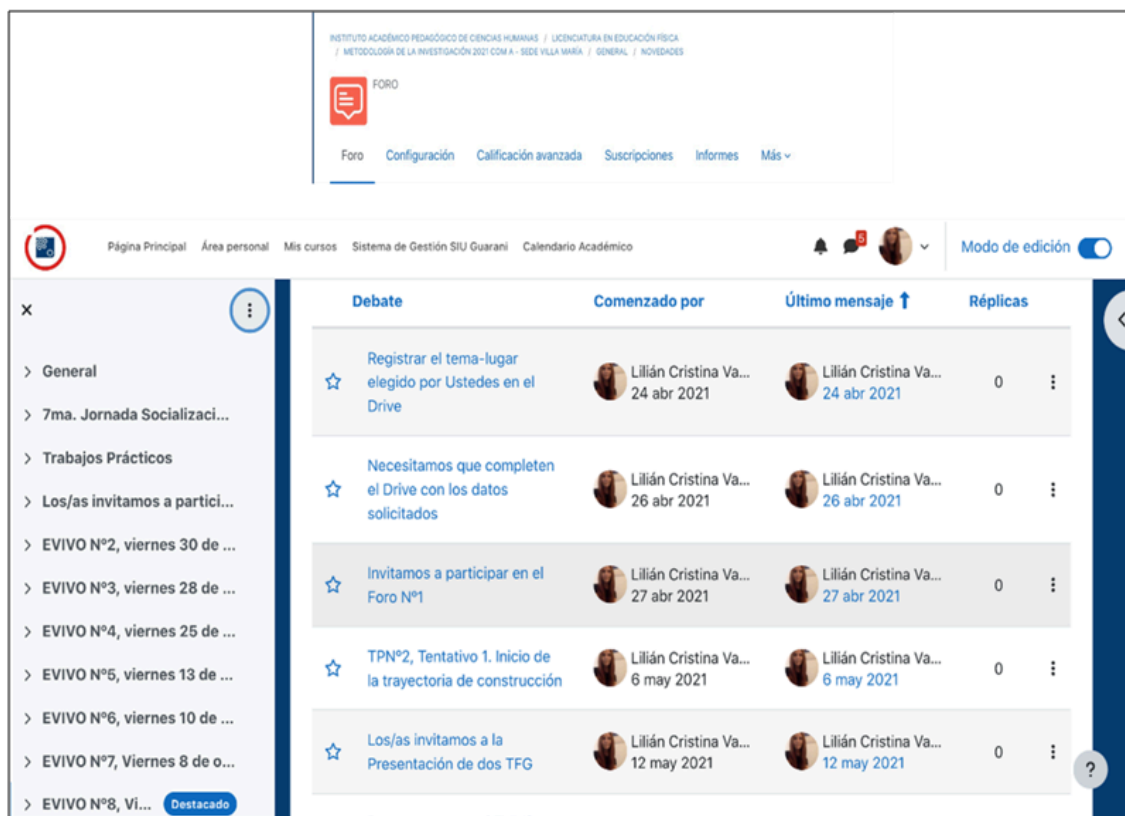 INSTITUTO ACADÉMICO PEDAGÓGICO DE CIENCIAS HUMANAS / LICENCIATURA EN EDUCACIÓN FÍSICA
/ METODOLOGÍA DE LA INVESTIGACIÓN 2021 COM A - SEDE VILLA MARÍA / GENERAL / NOVEDADES
FORO
Foro Configuración Calificación avanzada Suscripciones Informes Más
Página Principal Área personal Mis cursos Sistema de Gestión SIU Guarani Calendario Académico 5 Modo de edición
General
7ma. Jornada Socializaci...
Trabajos Prácticos
Los/as invitamos a partici...
EVIVO Nº2, viernes 30 de ...
EVIVO Nº3, viernes 28 de ...
EVIVO Nº4, viernes 25 de ...
EVIVO Nº5, viernes 13 de ...
EVIVO Nº6, viernes 10 de ...
EVIVO Nº7, Viernes 8 de o...
EVIVO Nº8, Vi... Destacado
Debate Comenzado por Último mensaje Réplicas
Registrar el tema-lugar
elegido por Ustedes en el
Drive
Lilián Cristina Va...
24 abr 2021
Lilián Cristina Va...
24 abr 2021
0
Necesitamos que completen
el Drive con los datos
solicitados
Lilián Cristina Va...
26 abr 2021
Lilián Cristina Va...
26 abr 2021
0
Invitamos a participar en el
Foro Nº1
Lilián Cristina Va...
27 abr 2021
Lilián Cristina Va...
27 abr 2021
0
TPNº2, Tentativo 1. Inicio de
la trayectoria de construcción
Lilián Cristina Va...
6 may 2021
Lilián Cristina Va...
6 may 2021
0
Los/as invitamos a la
Presentación de dos TFG
Lilián Cristina Va...
12 may 2021
Lilián Cristina Va...
12 may 2021
0
?